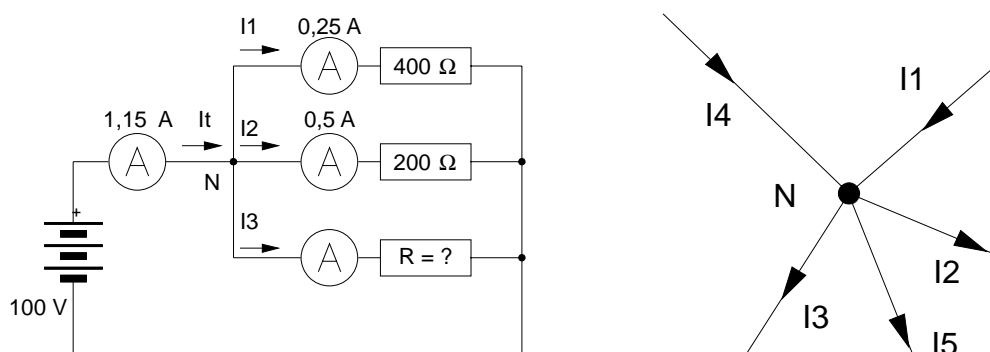 I1
0,25 A
A
400 Ω
1,15 A
It
I2
0,5 A
A
A
200 Ω
N
I3
A
R = ?
+
100 V
I4
I1
N
I2
I3
I5